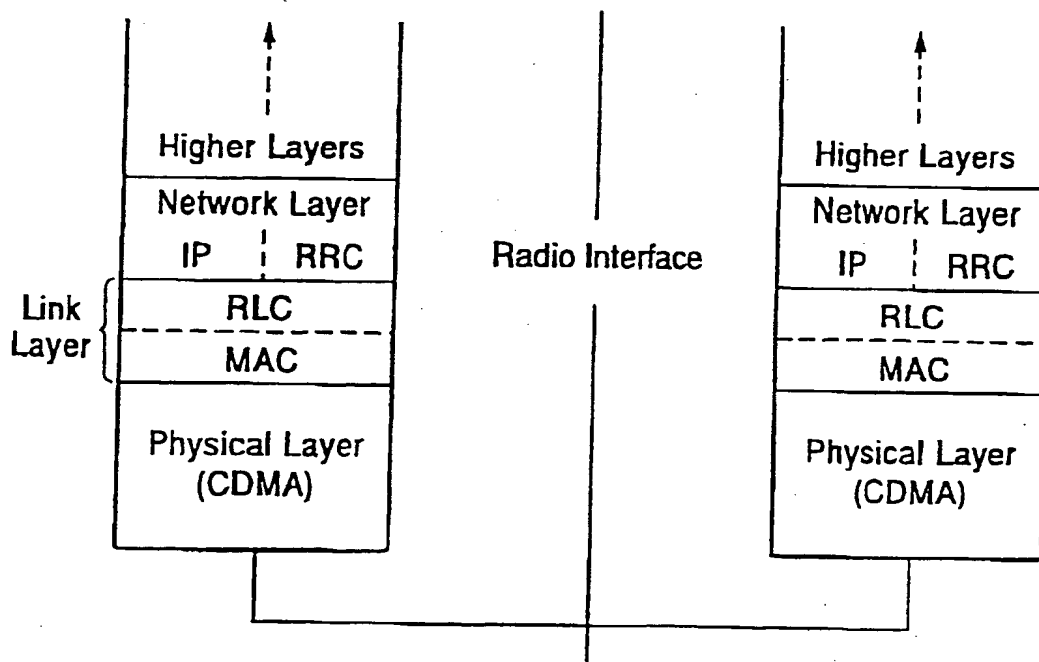 Higher Layers
Network Layer
IP RRC
Link
Layer
RLC
MAC
Physical Layer
(CDMA)
Radio Interface
Higher Layers
Network Layer
IP RRC
RLC
MAC
Physical Layer
(CDMA)